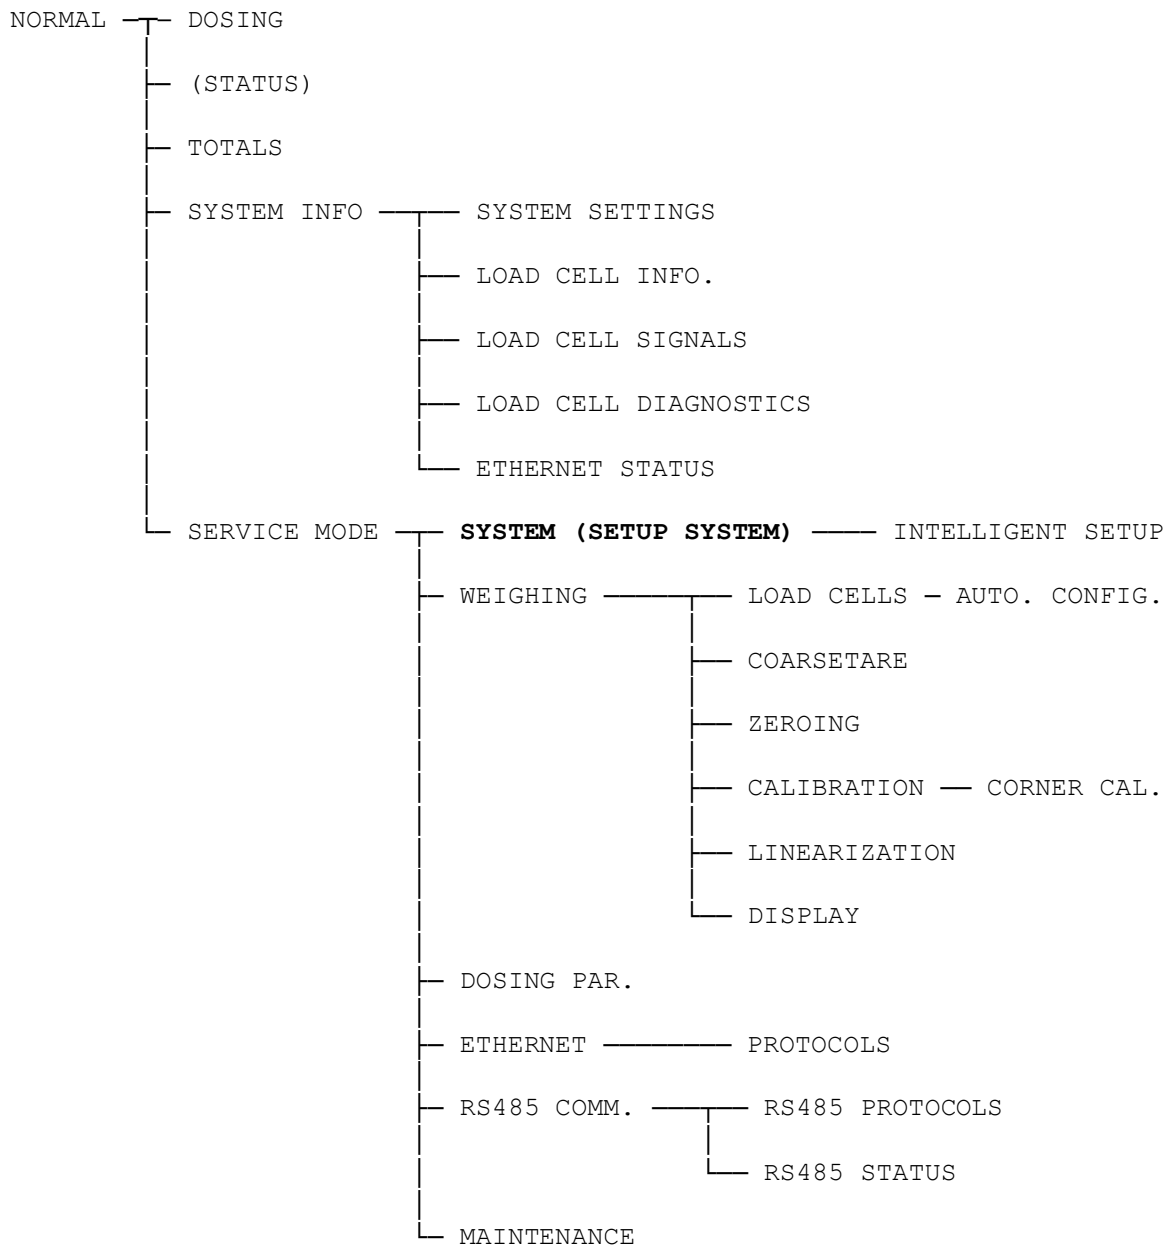 NORMAL DOSING
(STATUS)
TOTALS
SYSTEM INFO SYSTEM SETTINGS
LOAD CELL INFO.
LOAD CELL SIGNALS
LOAD CELL DIAGNOSTICS
ETHERNET STATUS
SERVICE MODE SYSTEM (SETUP SYSTEM) INTELLIGENT SETUP
WEIGHING LOAD CELLS AUTO. CONFIG.
COARSETARE
ZEROING
CALIBRATION CORNER CAL.
LINEARIZATION
DISPLAY
DOSING PAR.
ETHERNET PROTOCOLS
RS485 COMM. RS485 PROTOCOLS
RS485 STATUS
MAINTENANCE